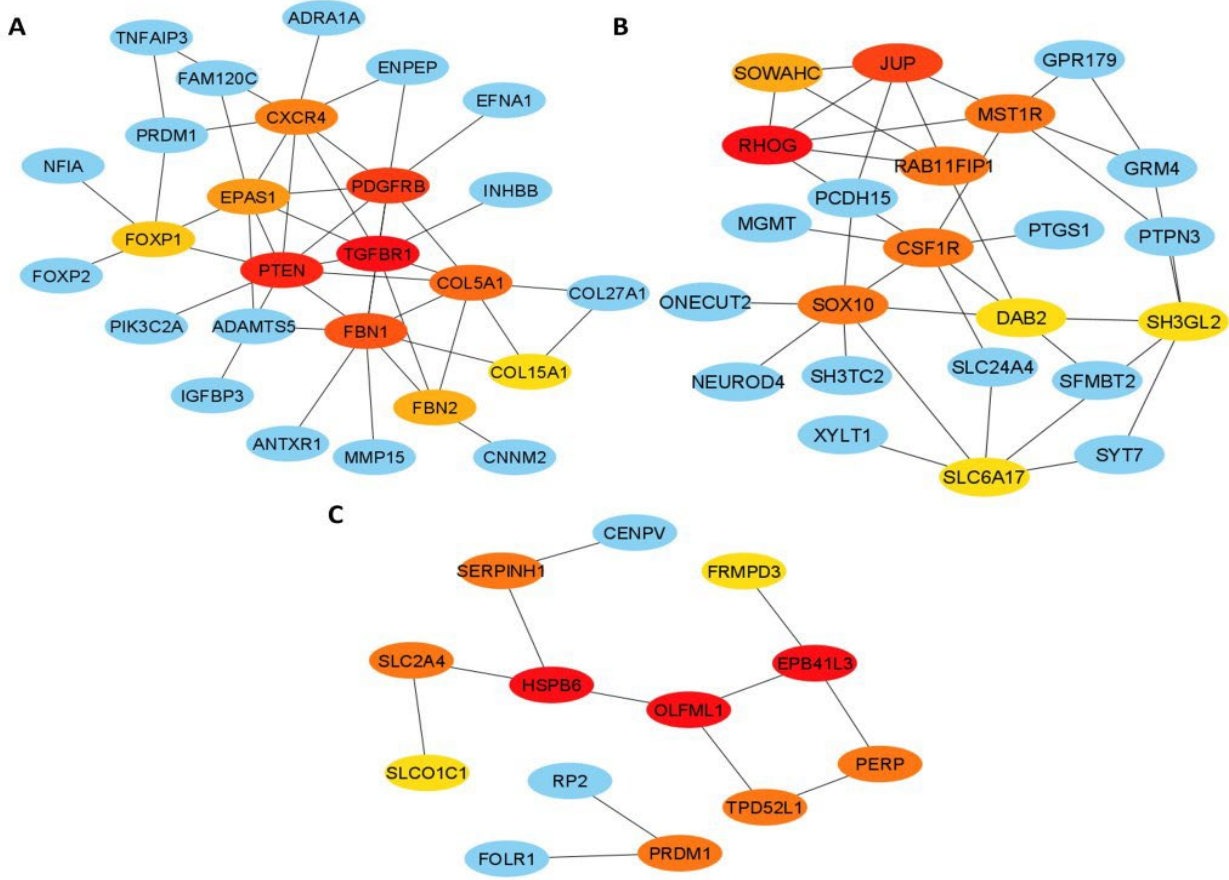 A
ADRA1A
TNFAIP3
FAM120C
ENPEP
EFNA1
CXCR4
PRDM1
NFIA
EPAS1
PDGFRB
INHBB
FOXP1
TGFBR1
FOXP2
PTEN
COL5A1
COL27A1
PIK3C2A
ADAMTS5
FBN1
COL15A1
IGFBP3
FBN2
ANTXR1
MMP15
CNNM2
B
JUP
GPR179
SOWAHC
MST1R
RHOG
RAB11FIP1
GRM4
PCDH15
MGMT
PTGS1
PTPN3
CSF1R
ONECUT2
SOX10
DAB2
SH3GL2
NEUROD4
SH3TC2
SLC24A4
SFMBT2
XYLT1
SYT7
SLC6A17
C
CENPV
SERPINH1
FRMPD3
SLC2A4
HSPB6
EPB41L3
OLFML1
SLCO1C1
RP2
PERP
TPD52L1
FOLR1
PRDM1